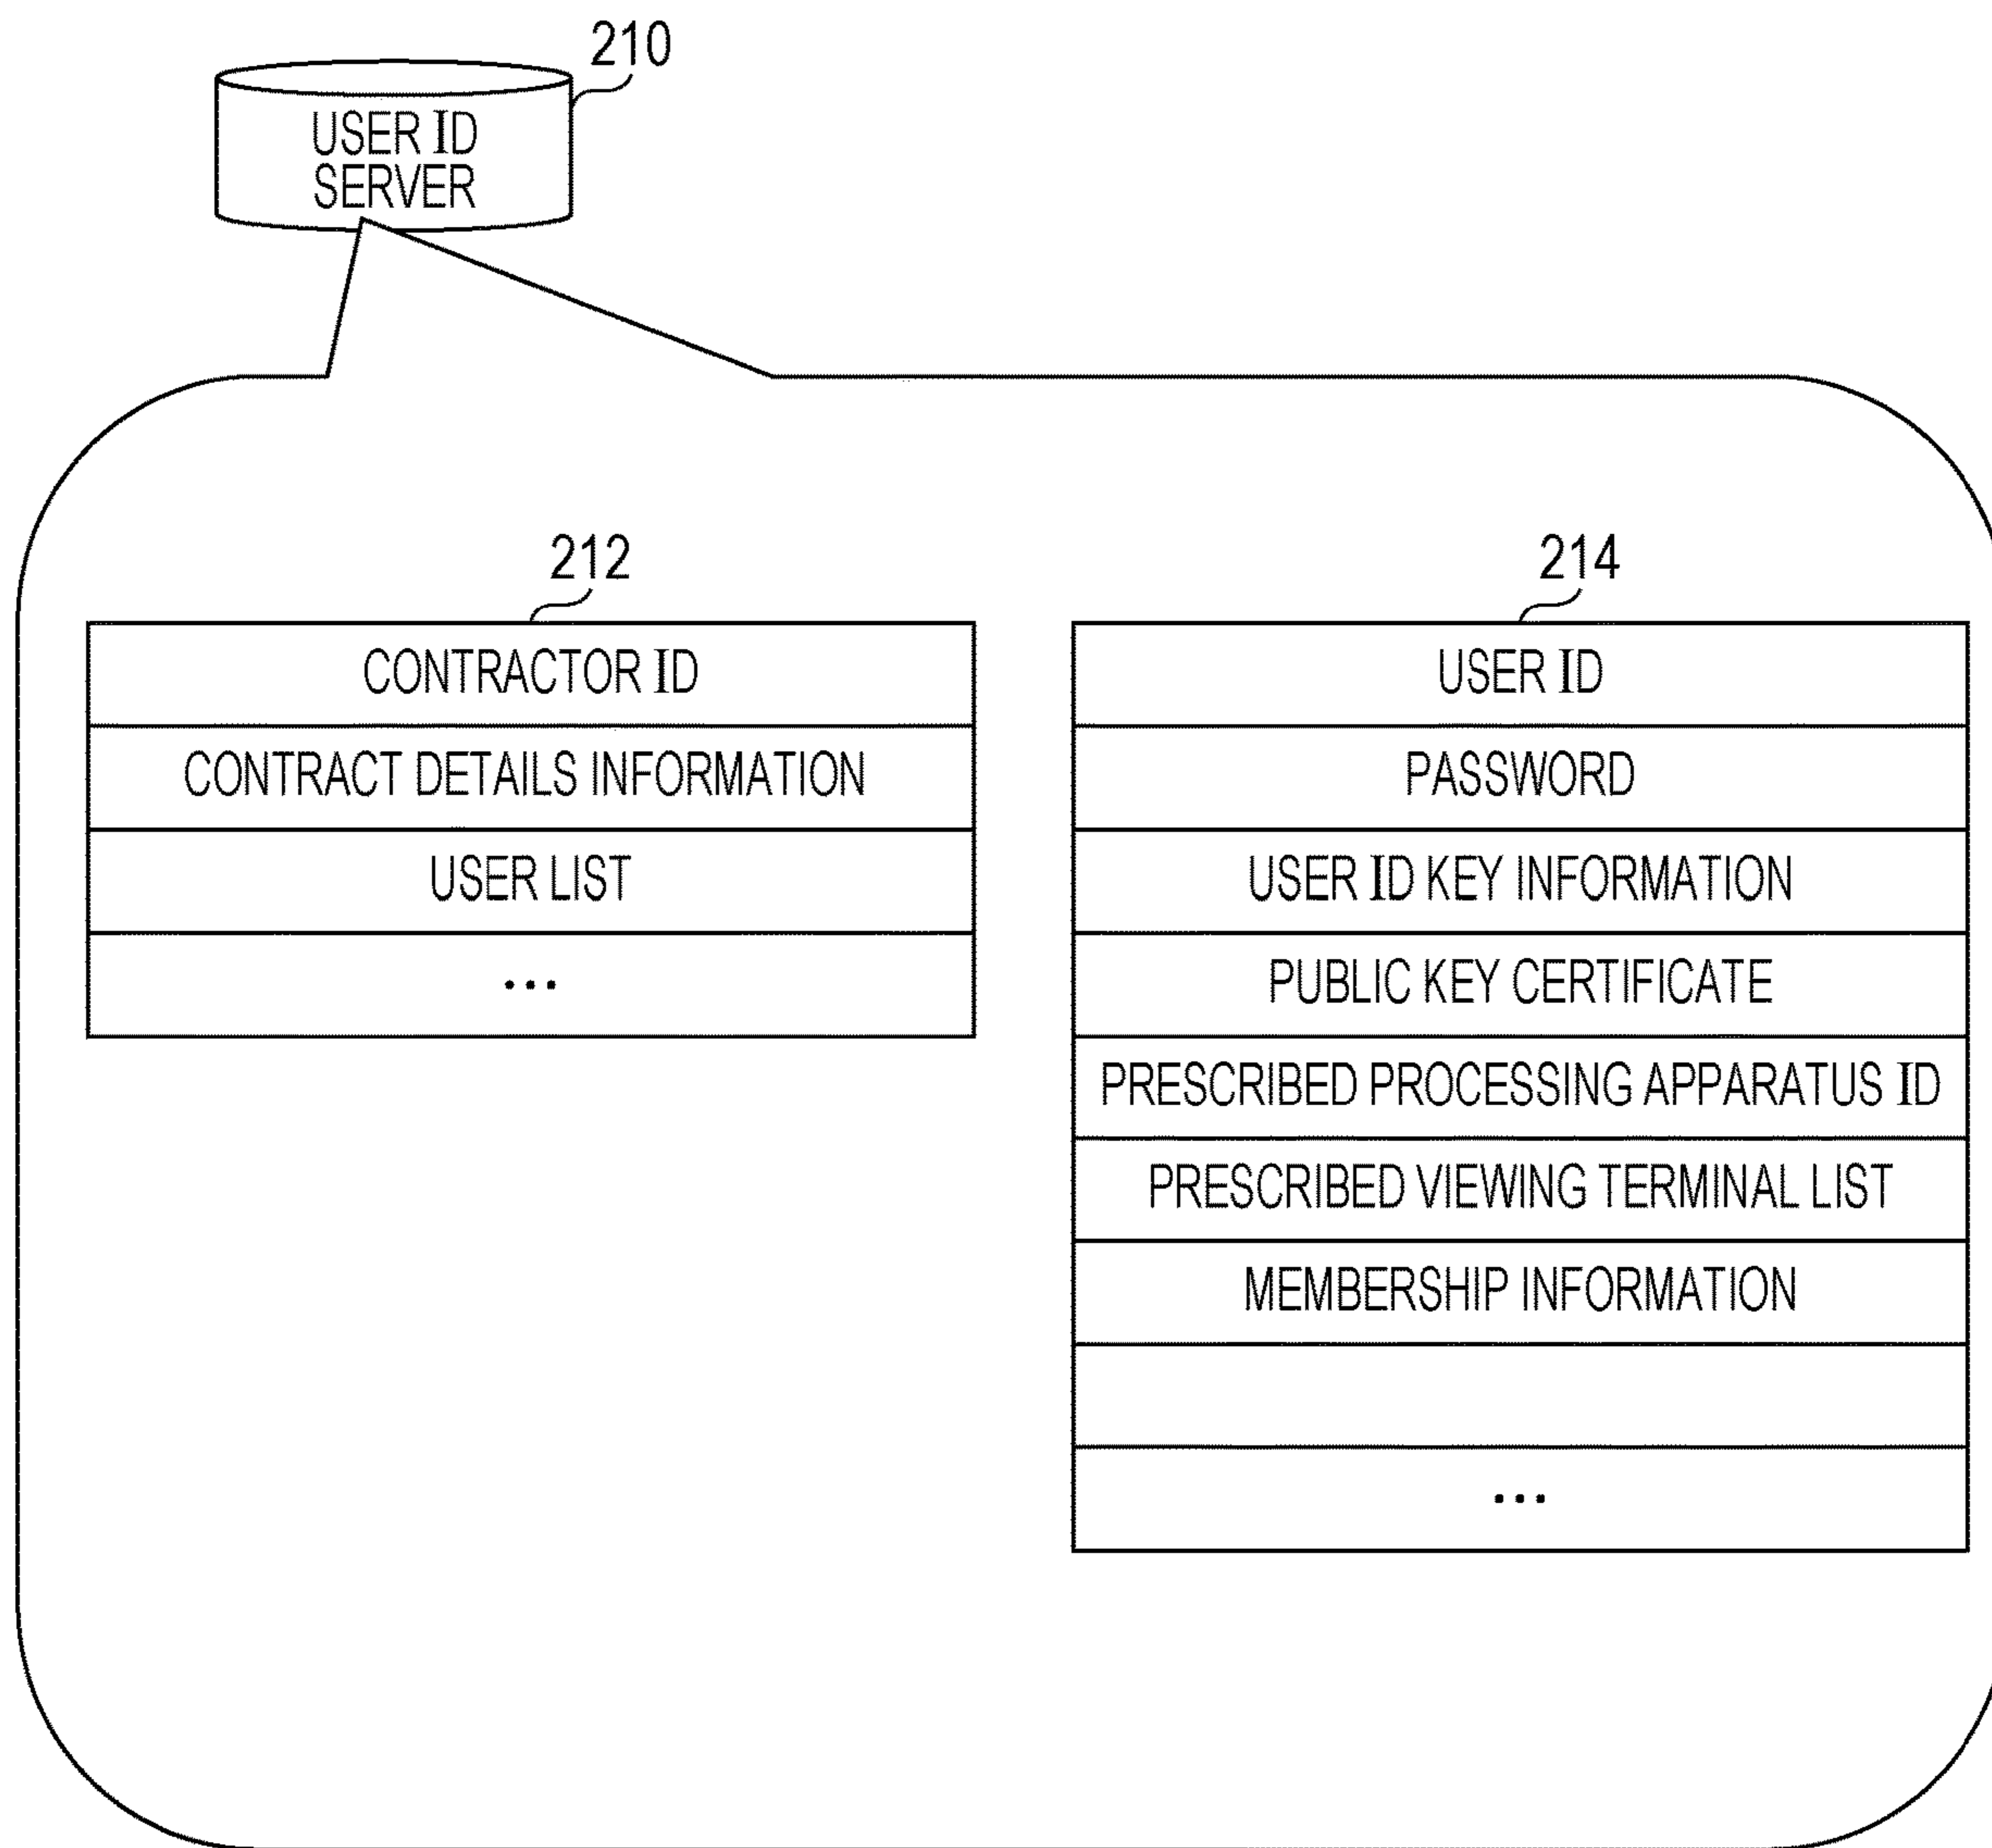 210
USER ID
SERVER
212
CONTRACTOR ID
CONTRACT DETAILS INFORMATION
USER LIST
...
214
USER ID
PASSWORD
USER ID KEY INFORMATION
PUBLIC KEY CERTIFICATE
PRESCRIBED PROCESSING APPARATUS ID
PRESCRIBED VIEWING TERMINAL LIST
MEMBERSHIP INFORMATION
...